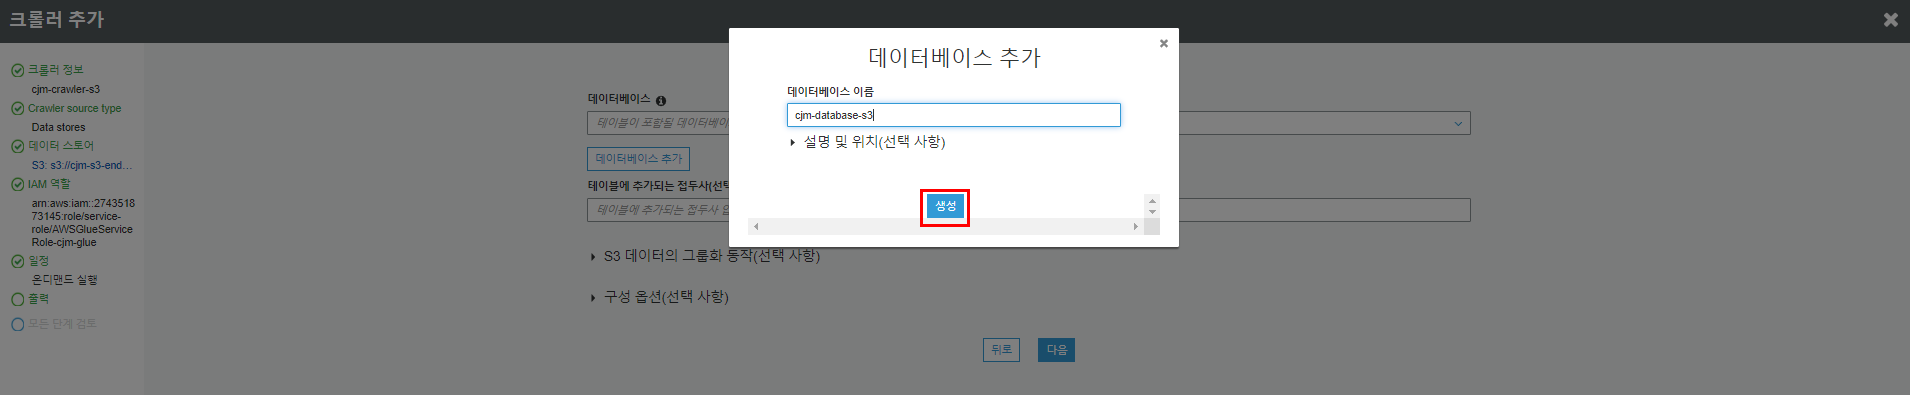 크롤러 추가
크롤러 정보
cjm-crawler-s3
Crawler source type
Data stores
데이터 스토어
S3: s3://cjm-s3-end...
IAM 역할
arn:aws:iam::274351873145:role/service-role/AWSGlueServiceRole-cjm-glue
일정
온디맨드 실행
출력
모든 단계 검토
데이터베이스
테이블이 포함될 데이터베이
데이터베이스 추가
테이블에 추가되는 접두사(선택
테이블에 추가되는 접두사 입
S3 데이터의 그룹화 동작(선택 사항)
구성 옵션(선택 사항)
뒤로
다음
데이터베이스 추가
데이터베이스 이름
cjm-database-s3
설명 및 위치(선택 사항)
생성